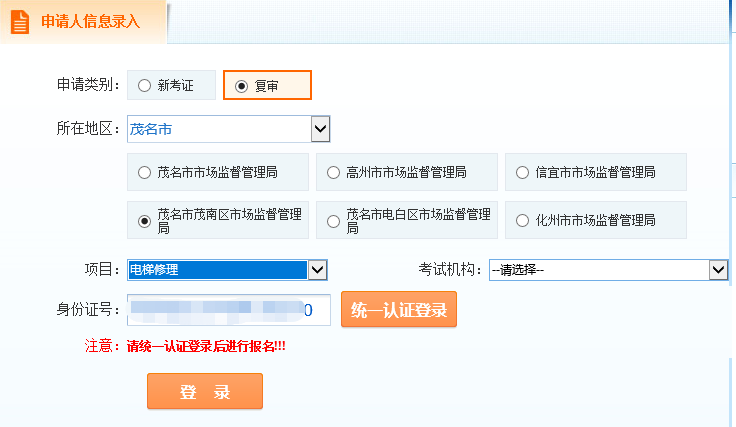 申请人信息录入
申请类别： 新考证 复审
所在地区： 茂名市
茂名市市场监督管理局 高州市市场监督管理局 信宜市市场监督管理局
茂名市茂南区市场监督管理
局
茂名市电白区市场监督管理
局
化州市市场监督管理局
项目： 电梯修理 考试机构： --请选择--
身份证号： 0 统一认证登录
注意：请统一认证登录后进行报名!!!
登 录